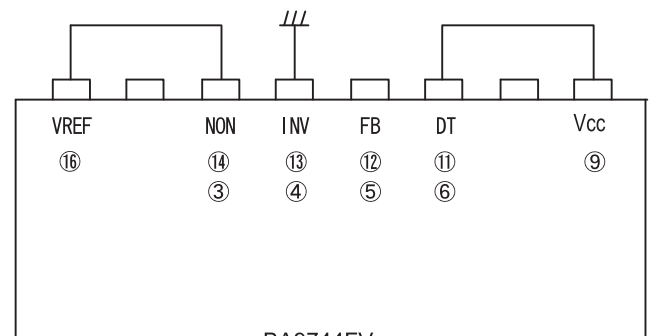 VREF NON INV FB DT Vcc
⑯ ⑭ ⑬ ⑫ ⑪ ⑨
③ ④ ⑤ ⑥